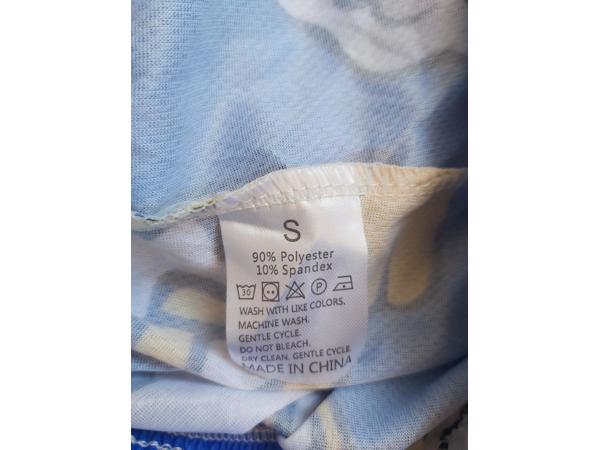 S
90% Polyester
10% Spandex
30 P
WASH WITH LIKE COLORS.
MACHINE WASH.
GENTLE CYCLE.
DO NOT BLEACH.
DRY CLEAN, GENTLE CYCLE.
MADE IN CHINA